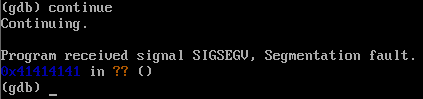 (gdb) continue
Continuing.
Program received signal SIGSEGV, Segmentation fault.
0x41414141 in ?? ()
(gdb) _